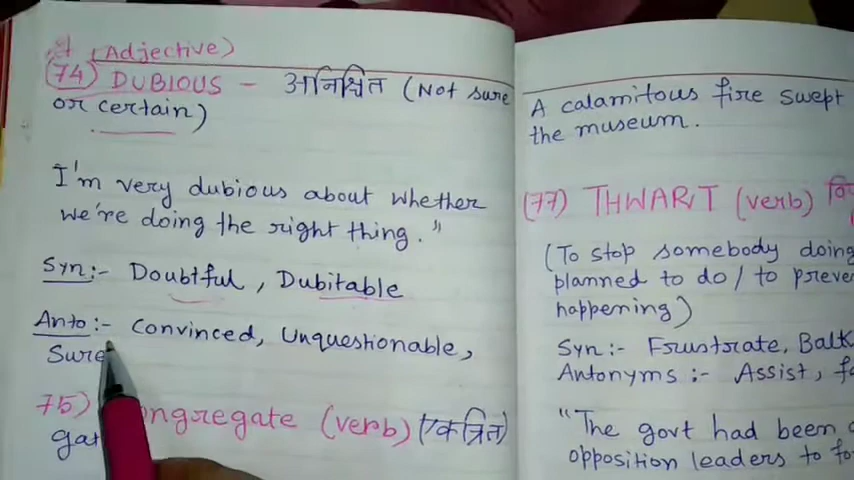 (Adjective)
(74) DUBIOUS - अनिश्चित (Not sure
or certain)
I'm very dubious about whether
we're doing the right thing."
Syn:- Doubtful, Dubitable
Anto:- Convinced, Unquestionable,
Sure
75) ongregate (verb) (एकत्रित)
gat
A calamitous fire swept
the museum.
(77) THWART (verb)
(To stop somebody doing
planned to do / to preve
happening)
Syn:- Frustrate, Balk
Antonyms:- Assist, f
"The govt had been
opposition leaders to fo